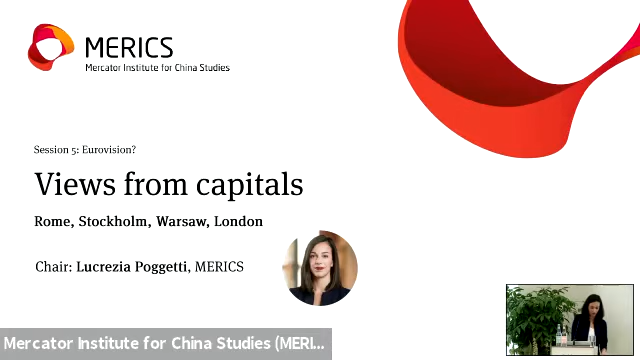 MERICS
Mercator Institute for China Studies
Session 5: Eurovision?
Views from capitals
Rome, Stockholm, Warsaw, London
Chair: Lucrezia Poggetti, MERICS
Mercator Institute for China Studies (MERI...